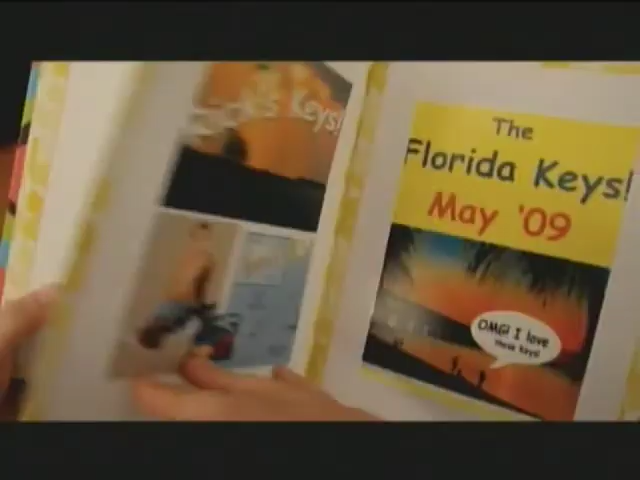 Keys!
The
Florida Keys!
May '09
OMG! I love
these keys!